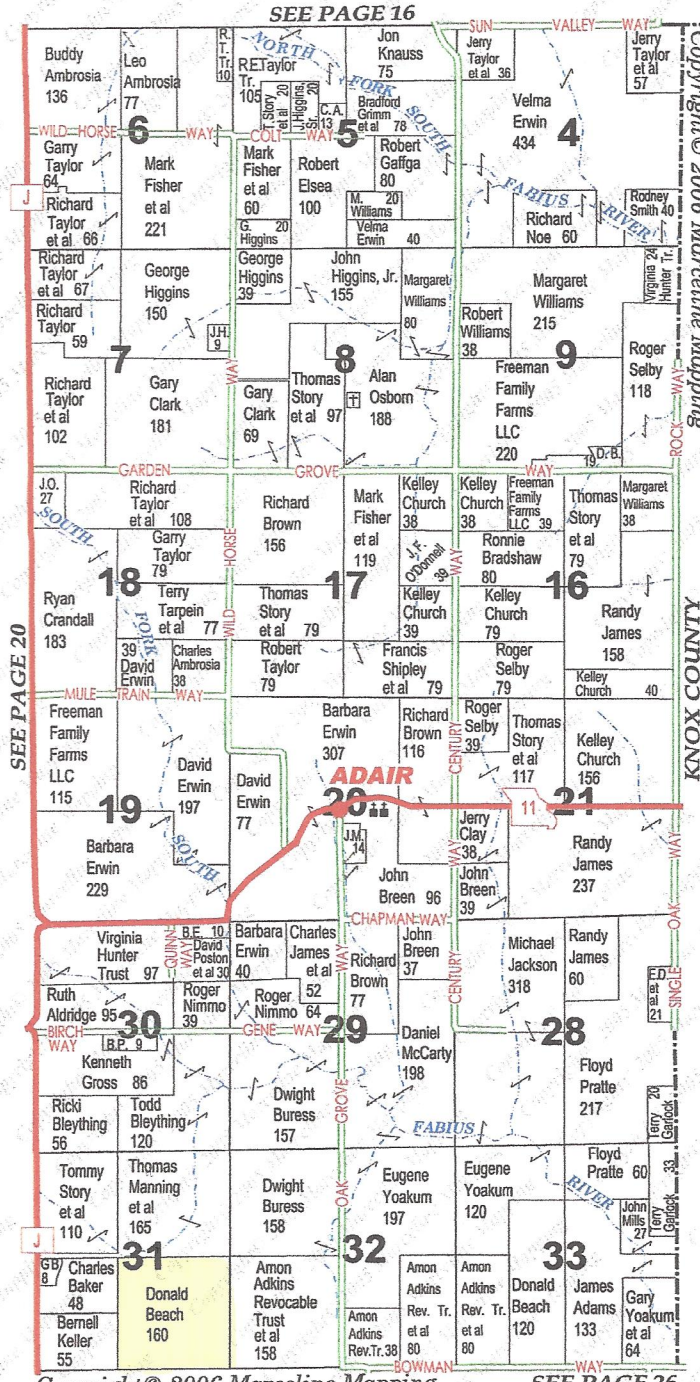 SEE PAGE 16
SUN VALLEY WAY
Buddy
Ambrosia
136
Leo
Ambrosia
77
R.
T.
Tr.
10
R.E.Taylor
Tr.
105
NORTH FORK
T. Story
et al 20
J.Higgins,
Sr. 20
C.A.
13
Jon
Knauss
75
Bradford
Grimm
et al 78
SOUTH
Jerry
Taylor
et al 36
Velma
Erwin
434
Jerry
Taylor
et al
57
6
5
4
WILD HORSE WAY
COLT WAY
Garry
Taylor
64
Mark
Fisher
et al
221
Mark
Fisher
et al
60
Robert
Elsea
100
Robert
Gaffga
80
FABIUS RIVER
J
Richard
Taylor
et al 66
G. 20
Higgins
M. 20
Williams
Velma
Erwin 40
Richard
Noe 60
Rodney
Smith 40
Richard
Taylor
et al 67
George
Higgins
150
George
Higgins
39
John
Higgins, Jr.
155
Margaret
Williams
80
Margaret
Williams
215
Virginia 24
Hunter Tr.
Richard
Taylor
59
J.H.
9
Robert
Williams
38
7
8
9
WAY
Richard
Taylor
et al
102
Gary
Clark
181
Gary
Clark
69
Thomas
Story
et al 97
Alan
Osborn
188
Freeman
Family
Farms
LLC
220
Roger
Selby
118
D. B.
19
ROCK WAY
GARDEN GROVE WAY
J.O.
27
Richard
Taylor
et al 108
Richard
Brown
156
Mark
Fisher
et al
119
Kelley
Church
38
Kelley
Church
38
Freeman
Family
Farms
LLC 39
Thomas
Story
et al
79
Margaret
Williams
38
SOUTH FORK
Garry
Taylor
79
J.F.
O'Donnell
39
Ronnie
Bradshaw
80
18
17
16
WILD HORSE
WAY
Ryan
Crandall
183
Terry
Tarpein
et al 77
Thomas
Story
et al 79
Kelley
Church
39
Kelley
Church
79
Randy
James
158
39
David
Erwin
Charles
Ambrosia
38
Robert
Taylor
79
Francis
Shipley
et al 79
Roger
Selby
79
Kelley
Church 40
SEE PAGE 20
KNOX COUNTY
MULE TRAIN WAY
Freeman
Family
Farms
LLC
115
David
Erwin
197
David
Erwin
77
Barbara
Erwin
307
Richard
Brown
116
CENTURY WAY
Roger
Selby
39
Thomas
Story
et al
117
Kelley
Church
156
ADAIR
19
20
11
21
Barbara
Erwin
229
SOUTH
J.M.
14
John
Breen 96
Jerry
Clay
38
John
Breen
39
Randy
James
237
CHAPMAN WAY
Virginia
Hunter
Trust 97
QUINN WAY
B.E. 10
David
Poston
et al 30
Barbara
Erwin
40
Charles
James
et al
52
Richard
Brown
77
John
Breen
37
CENTURY
Michael
Jackson
318
Randy
James
60
F.D.
et
al
21
SINGLE OAK WAY
Ruth
Aldridge 95
Roger
Nimmo
39
Roger
Nimmo 64
30
29
28
BIRCH WAY
GENE WAY
B.P. 9
Kenneth
Gross 86
Daniel
McCarty
198
Floyd
Pratte
217
Ricki
Bleything
56
Todd
Bleything
120
Dwight
Buress
157
OAK GROVE WAY
FABIUS RIVER
Terry 20
Garlock
Tommy
Story
et al
110
Thomas
Manning
et al
165
Dwight
Buress
158
Eugene
Yoakum
197
Eugene
Yoakum
120
Floyd
Pratte 60
Terry
Garlock
33
John
Mills
27
J
31
32
33
GB
8
Charles
Baker
48
Donald
Beach
160
Amon
Adkins
Revocable
Trust
et al
158
Amon
Adkins
Rev.Tr.38
Amon
Adkins
Rev. Tr.
et al
80
Amon
Adkins
Rev. Tr.
et al
80
Donald
Beach
120
James
Adams
133
Gary
Yoakum
et al
64
Bernell
Keller
55
BOWMAN WAY
Copyright © 2006 Marceline Mapping
SEE PAGE 26
Copyright © 2006 Marceline Mapping